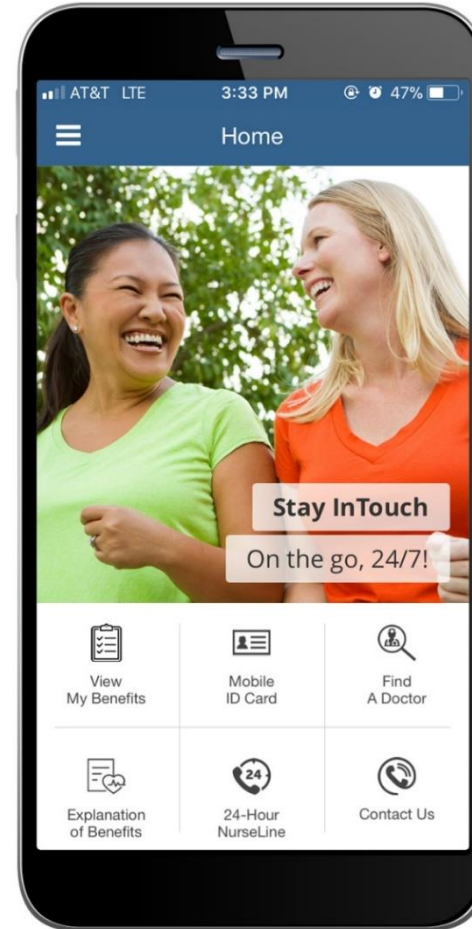 AT&T LTE 3:33 PM 47%
Home
Stay InTouch
On the go, 24/7!
View
My Benefits
Mobile
ID Card
Find
A Doctor
Explanation
of Benefits
24
24-Hour
NurseLine
Contact Us